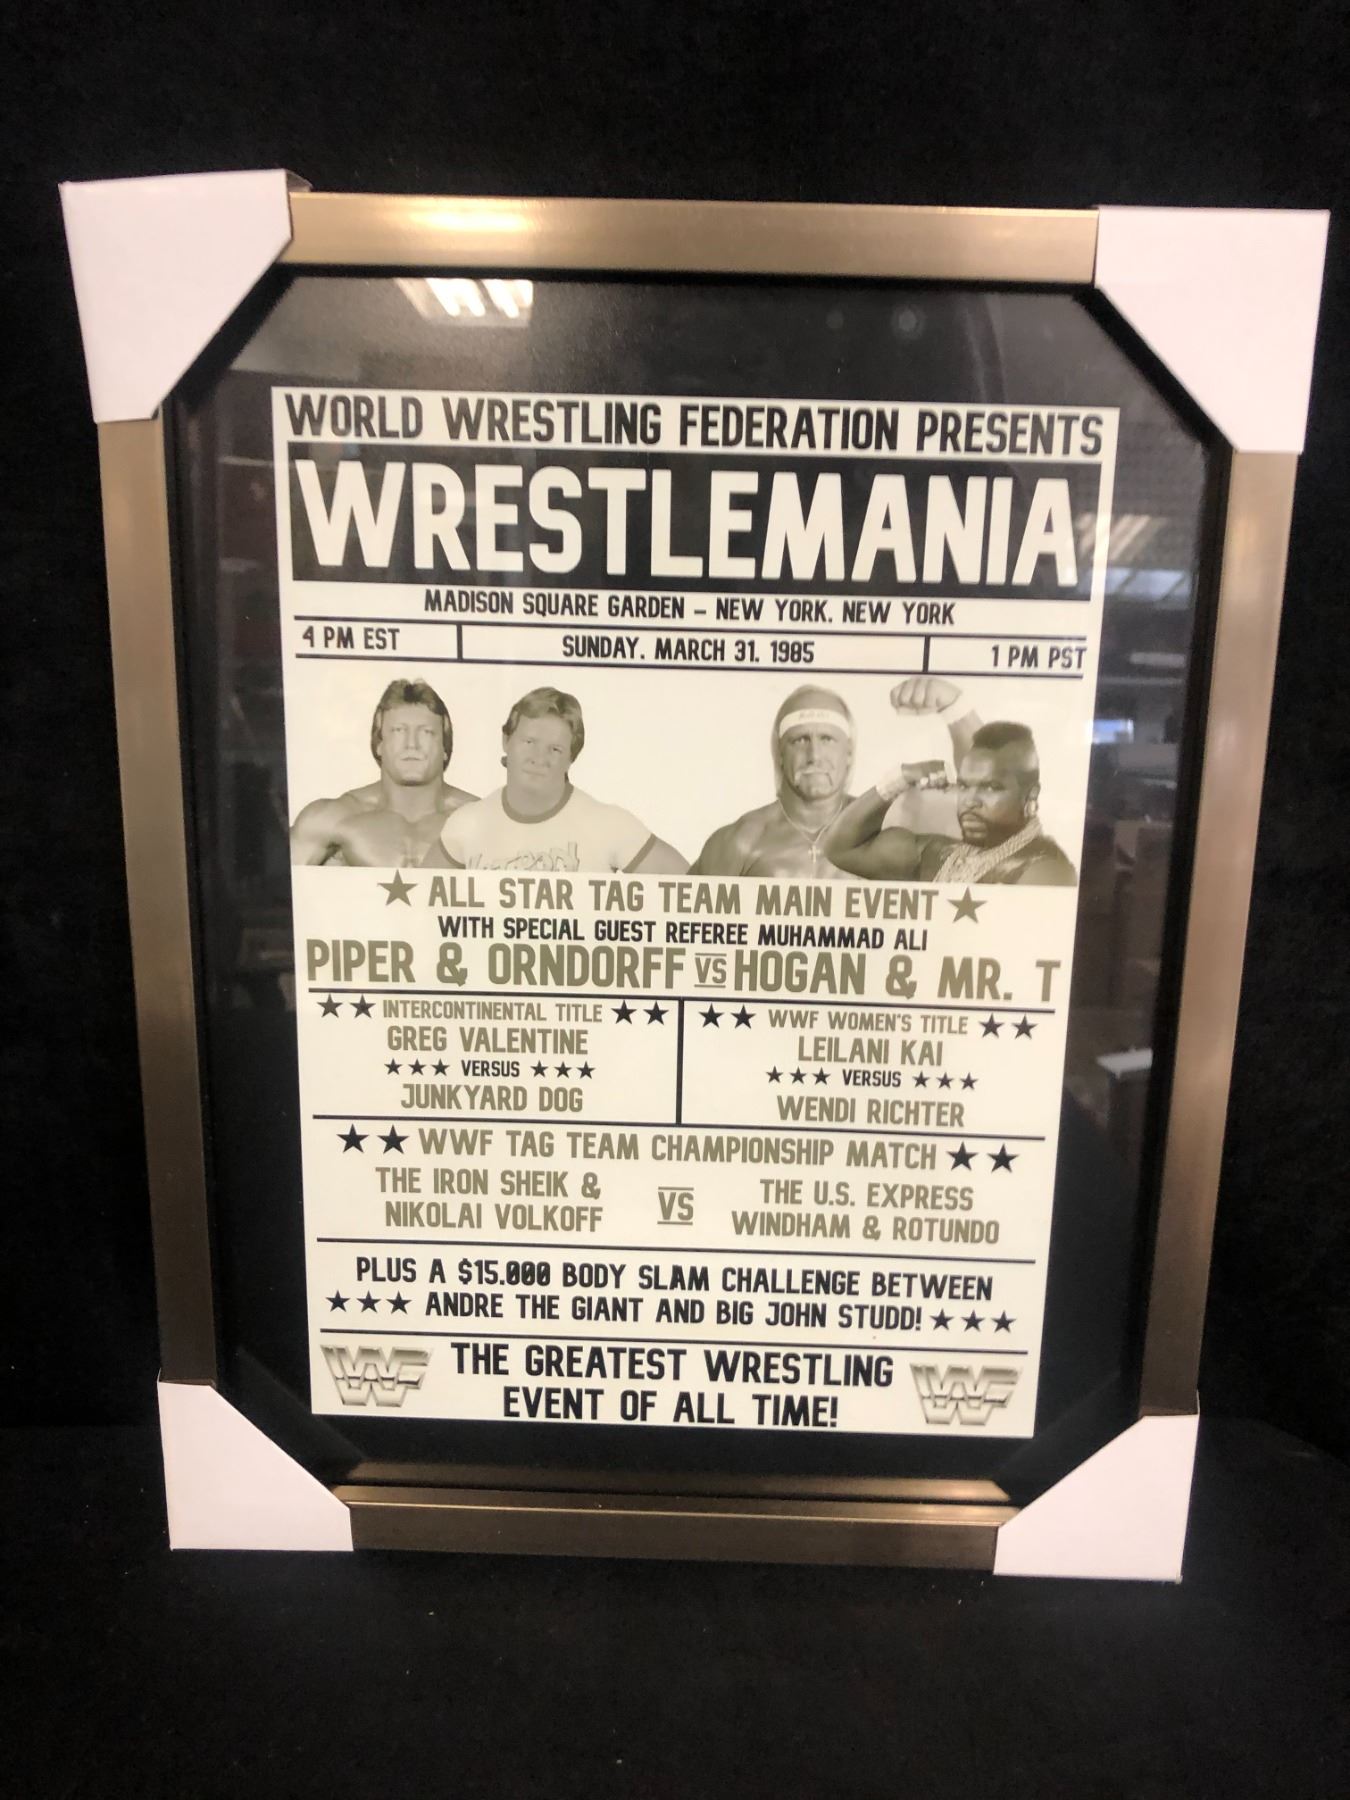 WORLD WRESTLING FEDERATION PRESENTS
WRESTLEMANIA
MADISON SQUARE GARDEN – NEW YORK. NEW YORK
4 PM EST SUNDAY. MARCH 31. 1985 1 PM PST
★ ALL STAR TAG TEAM MAIN EVENT ★
WITH SPECIAL GUEST REFEREE MUHAMMAD ALI
PIPER & ORNDORFF VS HOGAN & MR. T
★★ INTERCONTINENTAL TITLE ★★
GREG VALENTINE
★★★ VERSUS ★★★
JUNKYARD DOG
★★ WWF WOMEN'S TITLE ★★
LEILANI KAI
★★★ VERSUS ★★★
WENDI RICHTER
★★ WWF TAG TEAM CHAMPIONSHIP MATCH ★★
THE IRON SHEIK &
NIKOLAI VOLKOFF
VS
THE U.S. EXPRESS
WINDHAM & ROTUNDO
PLUS A $15.000 BODY SLAM CHALLENGE BETWEEN
★★★ ANDRE THE GIANT AND BIG JOHN STUDD! ★★★
WF THE GREATEST WRESTLING WF
EVENT OF ALL TIME!